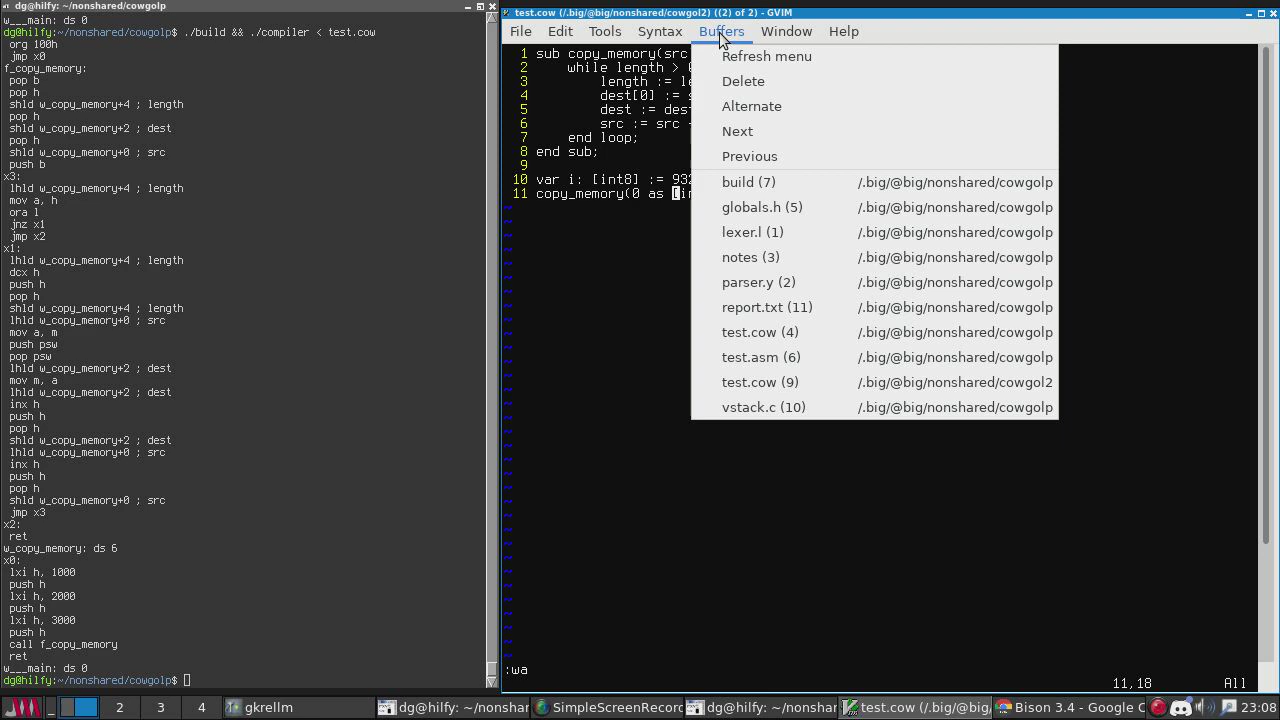 dg@hilfy: ~/nonshared/cowgolp
w___main: ds 0
dg@hilfy:~/nonshared/cowgolp$ ./build && ./compiler < test.cow
jmp x0
f_copy_memory:
pop b
pop h
shld w_copy_memory+4 ; length
pop h
shld w_copy_memory+2 ; dest
pop h
shld w_copy_memory+0 ; src
push b
x3:
lhld w_copy_memory+4 ; length
mov a, h
ora l
jnz x1
jmp x2
x1:
lhld w_copy_memory+4 ; length
dcx h
push h
pop h
shld w_copy_memory+4 ; length
lhld w_copy_memory+0 ; src
mov a, m
push psw
pop psw
lhld w_copy_memory+2 ; dest
mov m, a
lhld w_copy_memory+2 ; dest
inx h
push h
pop h
shld w_copy_memory+2 ; dest
lhld w_copy_memory+0 ; src
inx h
push h
pop h
shld w_copy_memory+0 ; src
jmp x3
x2:
ret
w_copy_memory: ds 6
x0:
lxi h, 1000
push h
lxi h, 2000
push h
lxi h, 3000
push h
call f_copy_memory
ret
w___main: ds 0
dg@hilfy:~/nonshared/cowgolp$
test.cow (/.big/@big/nonshared/cowgol2) ((2) of 2) - GVIM
File Edit Tools Syntax Buffers Window Help
1 sub copy_memory(src
2 while length >
3 length := le
4 dest[0] := s
5 dest := dest
6 src := src
7 end loop;
8 end sub;
9
10 var i: [int8] := 932
11 copy_memory(0 as [in
Refresh menu
Delete
Alternate
Next
Previous
build (7) /.big/@big/nonshared/cowgolp
globals.h (5) /.big/@big/nonshared/cowgolp
lexer.l (1) /.big/@big/nonshared/cowgolp
notes (3) /.big/@big/nonshared/cowgolp
parser.y (2) /.big/@big/nonshared/cowgolp
report.txt (11) /.big/@big/nonshared/cowgolp
test.cow (4) /.big/@big/nonshared/cowgolp
test.asm (6) /.big/@big/nonshared/cowgolp
test.cow (9) /.big/@big/nonshared/cowgol2
vstack.c (10) /.big/@big/nonshared/cowgolp
:wa
11,18 All
2 3 4 gkrellm dg@hilfy: ~/nonshar SimpleScreenRecord dg@hilfy: ~/nonshar test.cow (/.big/@big/ Bison 3.4 - Google C 23:08